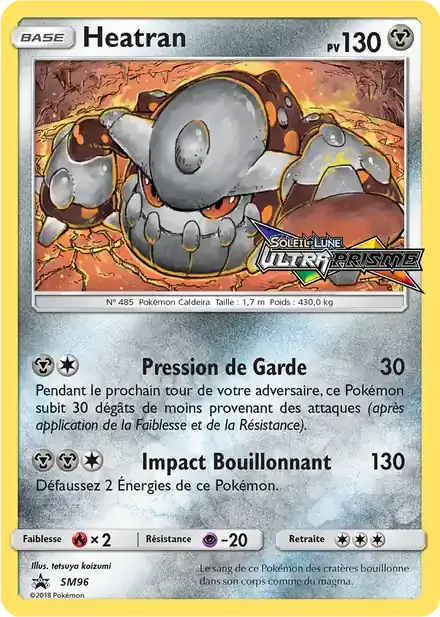 BASE Heatran PV 130
SOLEIL & LUNE
ULTRA PRISME
N° 485 Pokémon Caldeira Taille : 1,7 m Poids : 430,0 kg
Pression de Garde 30
Pendant le prochain tour de votre adversaire, ce Pokémon
subit 30 dégâts de moins provenant des attaques (après
application de la Faiblesse et de la Résistance).
Impact Bouillonnant 130
Défaussez 2 Énergies de ce Pokémon.
Faiblesse × 2 Résistance -20 Retraite
Illus. tetsuya koizumi
SM96
©2018 Pokémon
Le sang de ce Pokémon des cratères bouillonne
dans son corps comme du magma.